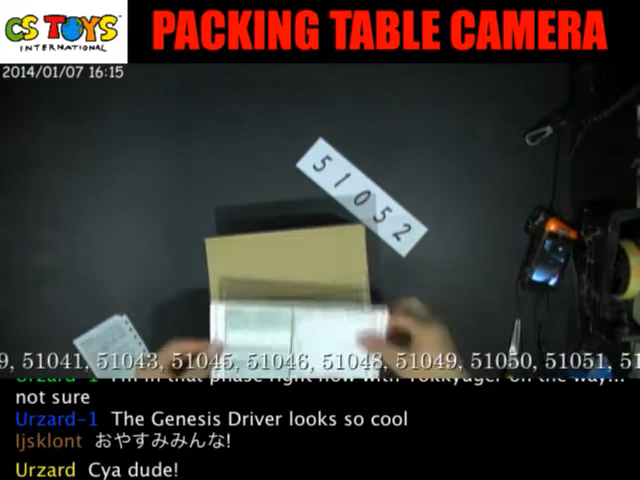 CS TOYS
INTERNATIONAL
PACKING TABLE CAMERA
2014/01/07 16:15
51052
9, 51041, 51043, 51045, 51046, 51048, 51049, 51050, 51051, 51
not sure
Urzard-1 The Genesis Driver looks so cool
ljsklont おやすみみんな!
Urzard Cya dude!